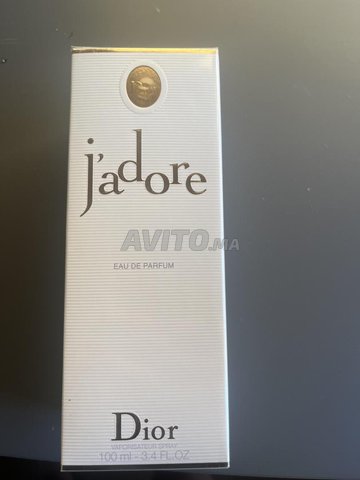 j'adore
AVITO.MA
EAU DE PARFUM
Dior
VAPORISATEUR SPRAY
100 ml - 3.4 FL.OZ